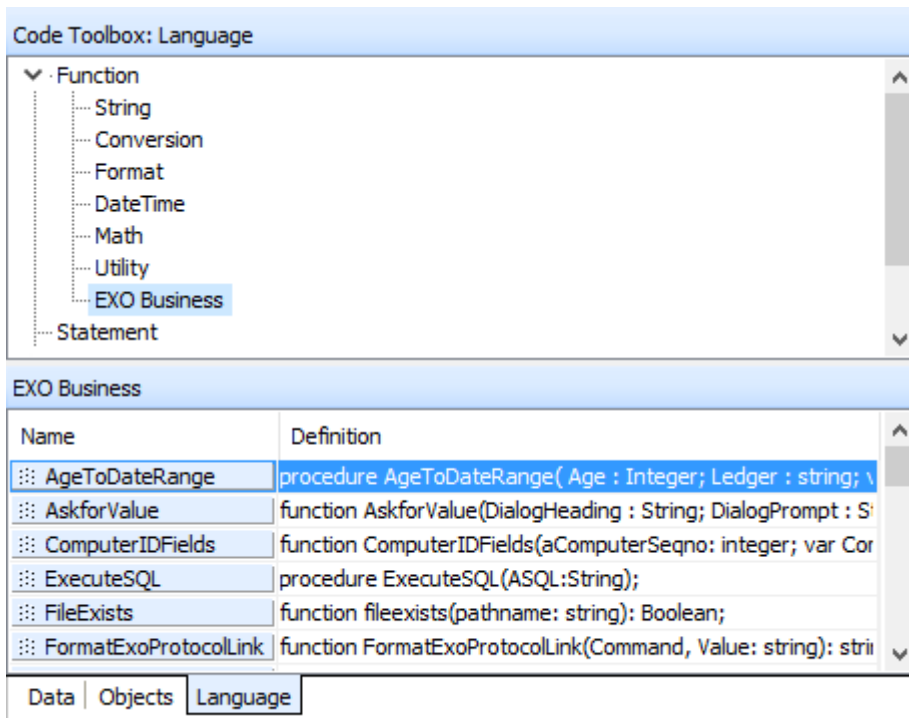 Code Toolbox: Language
Function
String
Conversion
Format
DateTime
Math
Utility
EXO Business
Statement
EXO Business
Name Definition
AgeToDateRange procedure AgeToDateRange( Age : Integer; Ledger : string;
AskforValue function AskforValue(DialogHeading : String; DialogPrompt :
ComputerIDFields function ComputerIDFields(aComputerSeqno: integer; var
ExecuteSQL procedure ExecuteSQL(ASQL:String);
FileExists function fileexists(pathname: string): Boolean;
FormatExoProtocolLink function FormatExoProtocolLink(Command, Value: string):
Data Objects Language